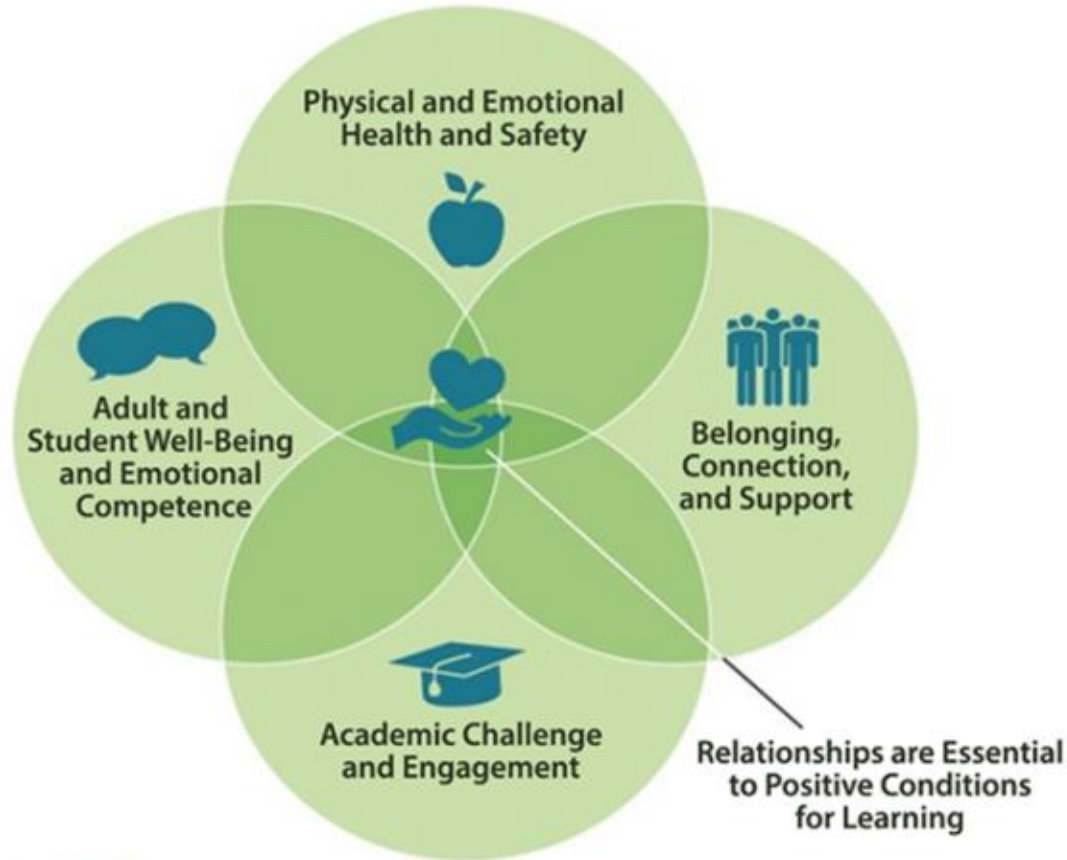 Physical and Emotional
Health and Safety
Adult and
Student Well-Being
and Emotional
Competence
Belonging,
Connection,
and Support
Academic Challenge
and Engagement
Relationships are Essential
to Positive Conditions
for Learning